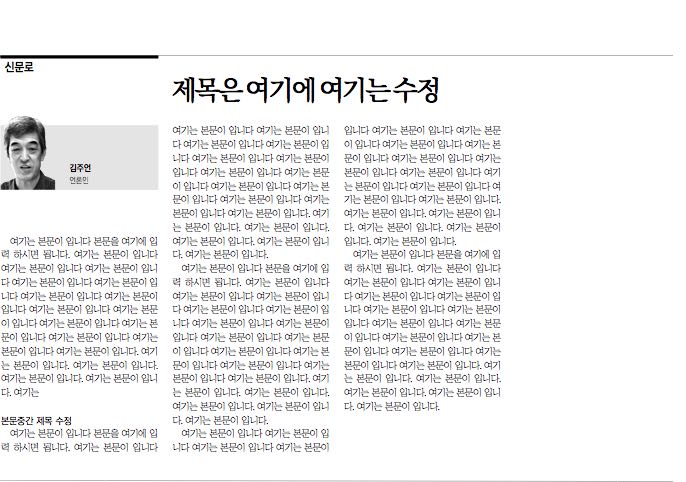 신문로
제목은 여기에 여기는 수정
김주언
언론인
여기는 본문이 입니다 본문을 여기에 입
력 하시면 됩니다. 여기는 본문이 입니다
여기는 본문이 입니다 여기는 본문이 입니
다 여기는 본문이 입니다 여기는 본문이 입
니다 여기는 본문이 입니다 여기는 본문이
입니다 여기는 본문이 입니다 여기는 본문
이 입니다 여기는 본문이 입니다 여기는 본
문이 입니다 여기는 본문이 입니다 여기는
본문이 입니다 여기는 본문이 입니다. 여기
는 본문이 입니다. 여기는 본문이 입니다.
여기는 본문이 입니다. 여기는 본문이 입니
다. 여기는
본문중간 제목 수정
여기는 본문이 입니다 본문을 여기에 입
력 하시면 됩니다. 여기는 본문이 입니다
여기는 본문이 입니다 여기는 본문이 입니
다 여기는 본문이 입니다 여기는 본문이 입
니다 여기는 본문이 입니다 여기는 본문이
입니다 여기는 본문이 입니다 여기는 본문
이 입니다 여기는 본문이 입니다 여기는 본
문이 입니다 여기는 본문이 입니다 여기는
본문이 입니다 여기는 본문이 입니다. 여기
는 본문이 입니다. 여기는 본문이 입니다.
여기는 본문이 입니다. 여기는 본문이 입니
다. 여기는 본문이 입니다.
여기는 본문이 입니다 본문을 여기에 입
력 하시면 됩니다. 여기는 본문이 입니다
여기는 본문이 입니다 여기는 본문이 입니
다 여기는 본문이 입니다 여기는 본문이 입
니다 여기는 본문이 입니다 여기는 본문이
입니다 여기는 본문이 입니다 여기는 본문
이 입니다 여기는 본문이 입니다 여기는 본
문이 입니다 여기는 본문이 입니다 여기는
본문이 입니다 여기는 본문이 입니다. 여기
는 본문이 입니다. 여기는 본문이 입니다.
여기는 본문이 입니다. 여기는 본문이 입니
다. 여기는 본문이 입니다.
여기는 본문이 입니다 여기는 본문이 입
니다 여기는 본문이 입니다 여기는 본문이
입니다 여기는 본문이 입니다 여기는 본문
이 입니다 여기는 본문이 입니다 여기는 본
문이 입니다 여기는 본문이 입니다 여기는
본문이 입니다 여기는 본문이 입니다 여기
는 본문이 입니다 여기는 본문이 입니다 여
기는 본문이 입니다 여기는 본문이 입니다.
여기는 본문이 입니다. 여기는 본문이 입니
다. 여기는 본문이 입니다. 여기는 본문이
입니다. 여기는 본문이 입니다.
여기는 본문이 입니다 본문을 여기에 입
력 하시면 됩니다. 여기는 본문이 입니다
여기는 본문이 입니다 여기는 본문이 입니
다 여기는 본문이 입니다 여기는 본문이 입
니다 여기는 본문이 입니다 여기는 본문이
입니다 여기는 본문이 입니다 여기는 본문
이 입니다 여기는 본문이 입니다 여기는 본
문이 입니다 여기는 본문이 입니다 여기는
본문이 입니다 여기는 본문이 입니다. 여기
는 본문이 입니다. 여기는 본문이 입니다.
여기는 본문이 입니다. 여기는 본문이 입니
다. 여기는 본문이 입니다.